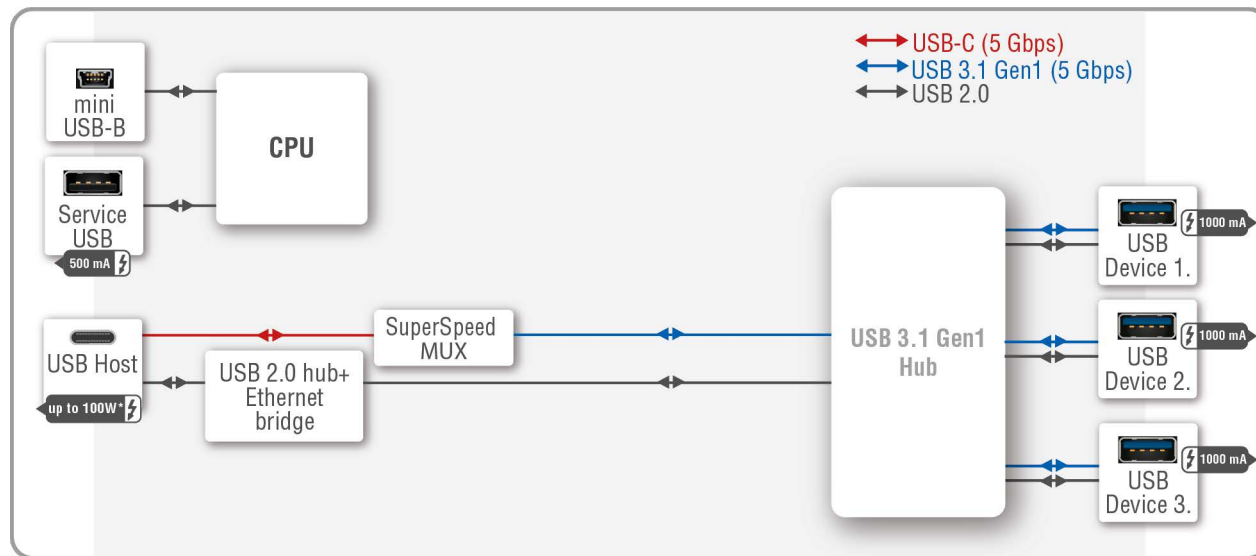 USB-C (5 Gbps)
USB 3.1 Gen1 (5 Gbps)
USB 2.0
mini
USB-B
CPU
Service
USB
500 mA
USB Host
up to 100W*
SuperSpeed
MUX
USB 2.0 hub+
Ethernet
bridge
USB 3.1 Gen1
Hub
USB
Device 1.
1000 mA
USB
Device 2.
1000 mA
USB
Device 3.
1000 mA